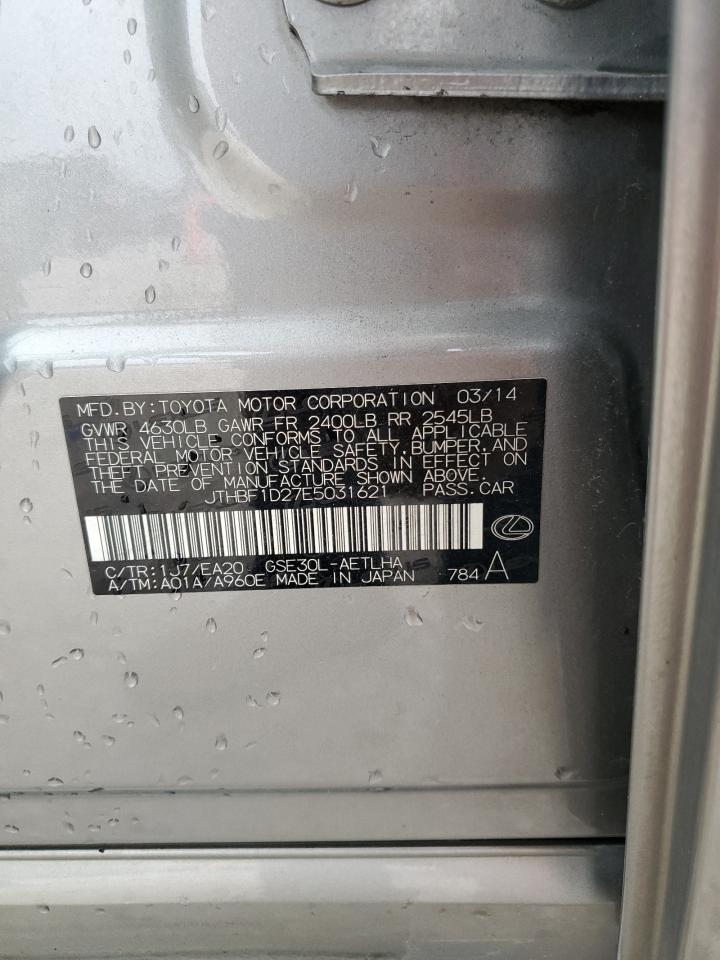 MFD.BY:TOYOTA MOTOR CORPORATION 03/14
GVWR 4630LB GAWR FR 2400LB RR 2545LB
THIS VEHICLE CONFORMS TO ALL APPLICABLE
FEDERAL MOTOR VEHICLE SAFETY,BUMPER,AND
THEFT PREVENTION STANDARDS IN EFFECT ON
THE DATE OF MANUFACTURE SHOWN ABOVE.
JTHBF1D27E5031621 PASS.CAR
C/TR:1J7/EA20 GSE30L-AETLHA
A/TM:A01A/A960E MADE IN JAPAN 784 A